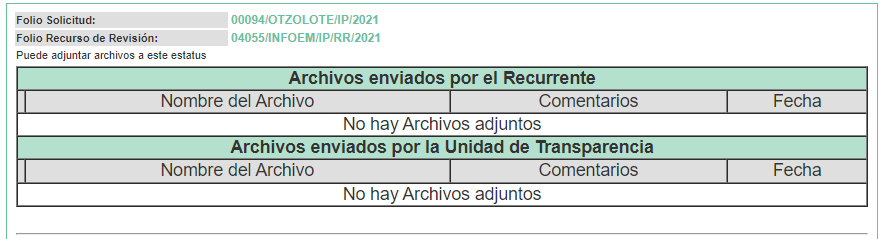 Folio Solicitud: 00094/OTZOLOTE/IP/2021
Folio Recurso de Revisión: 04055/INFOEM/IP/RR/2021
Puede adjuntar archivos a este estatus
Archivos enviados por el Recurrente
Nombre del Archivo Comentarios Fecha
No hay Archivos adjuntos
Archivos enviados por la Unidad de Transparencia
Nombre del Archivo Comentarios Fecha
No hay Archivos adjuntos